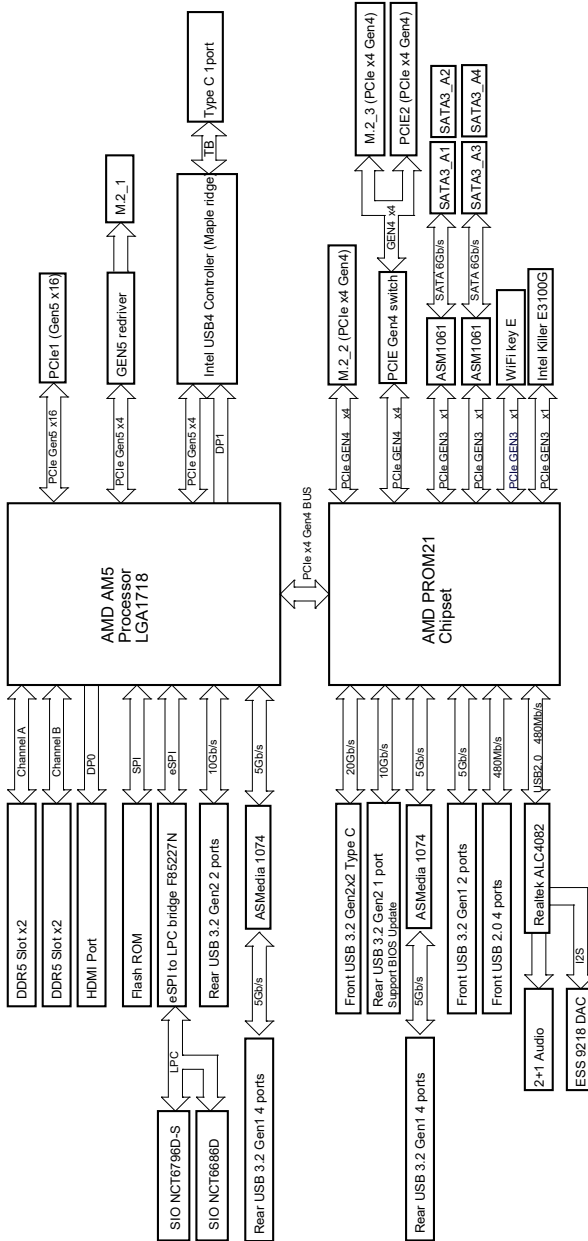 DDR5 Slot x2
Channel A
DDR5 Slot x2
Channel B
HDMI Port
DP0
Flash ROM
SPI
SIO NCT6796D-S
SIO NCT6686D
LPC
eSPI to LPC bridge F85227N
eSPI
Rear USB 3.2 Gen2 2 ports
10Gb/s
Rear USB 3.2 Gen1 4 ports
5Gb/s
ASMedia 1074
5Gb/s
AMD AM5
Processor
LGA1718
PCIe Gen5 x16
PCIe1 (Gen5 x16)
PCIe Gen5 x4
GEN5 redriver
M.2_1
PCIe Gen5 x4
DP1
Intel USB4 Controller (Maple ridge)
TB
Type C 1port
PCIe x4 Gen4 BUS
Front USB 3.2 Gen2x2 Type C
20Gb/s
Rear USB 3.2 Gen2 1 port
Support BIOS Update
10Gb/s
Rear USB 3.2 Gen1 4 ports
5Gb/s
ASMedia 1074
5Gb/s
Front USB 3.2 Gen1 2 ports
5Gb/s
Front USB 2.0 4 ports
480Mb/s
2+1 Audio
Realtek ALC4082
USB2.0 480Mb/s
I2S
ESS 9218 DAC
AMD PROM21
Chipset
PCIe GEN4 x4
M.2_2 (PCIe x4 Gen4)
PCIe GEN4 x4
PCIE Gen4 switch
GEN4 x4
M.2_3 (PCIe x4 Gen4)
PCIE2 (PCIe x4 Gen4)
PCIe GEN3 x1
ASM1061
SATA 6Gb/s
SATA3_A1
SATA3_A2
PCIe GEN3 x1
ASM1061
SATA 6Gb/s
SATA3_A3
SATA3_A4
PCIe GEN3 x1
WiFi key E
PCIe GEN3 x1
Intel Killer E3100G